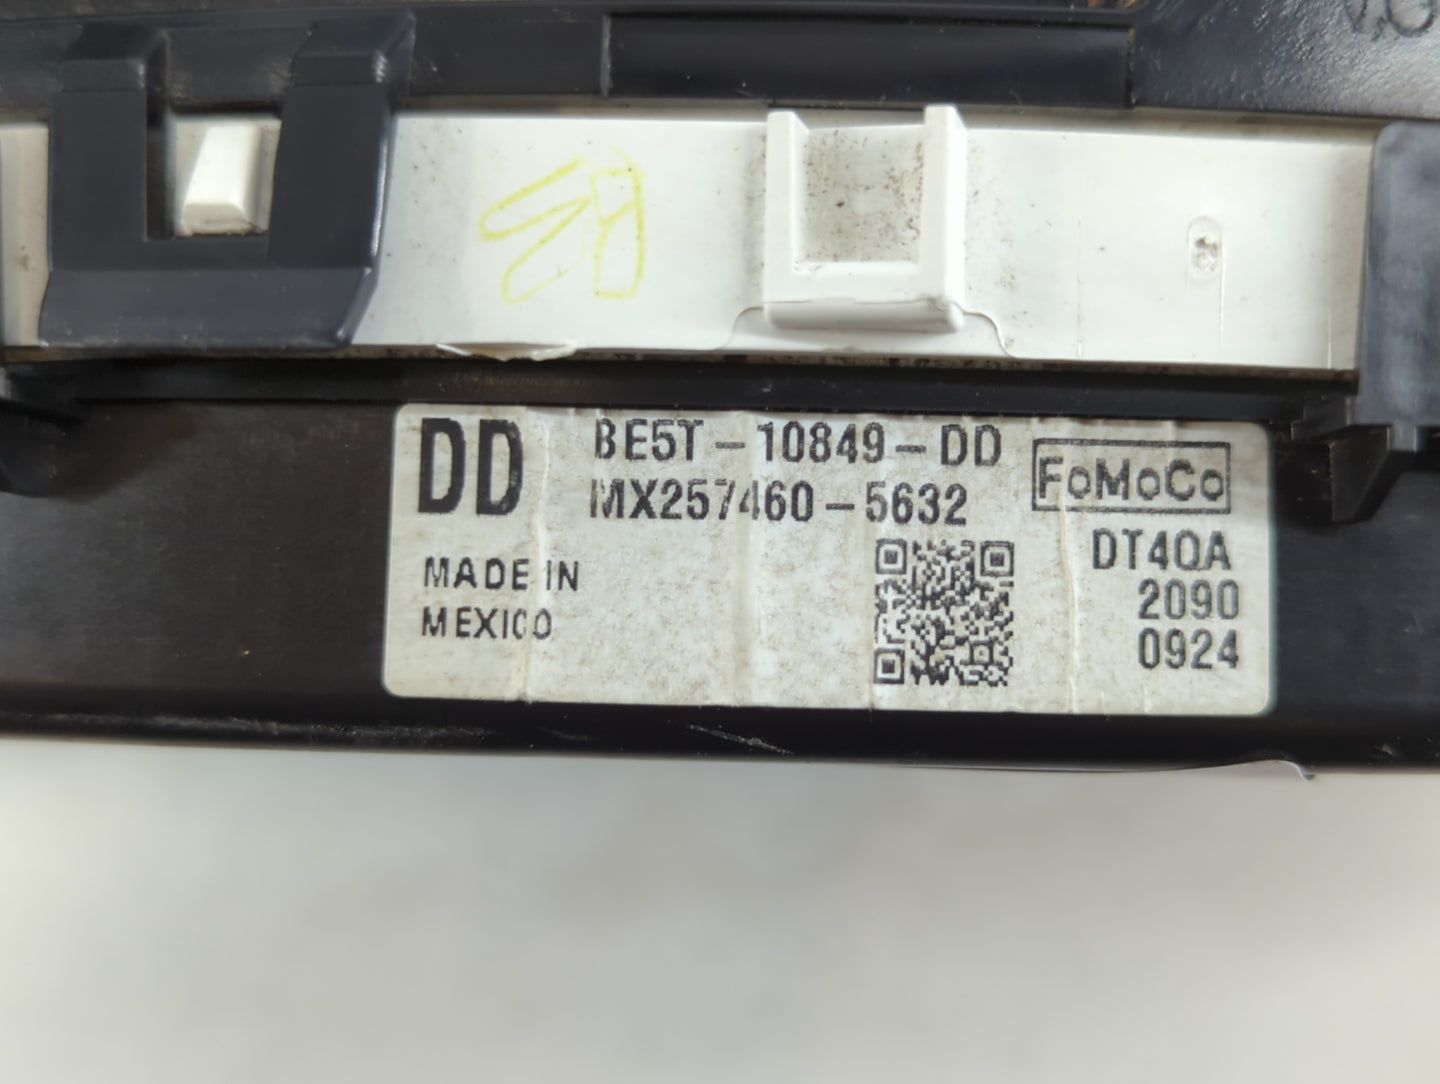 DD
BE5T-10849-DD
MX257460-5632
FoMoCo
DT4QA
2090
0924
MADE IN
MEXICO